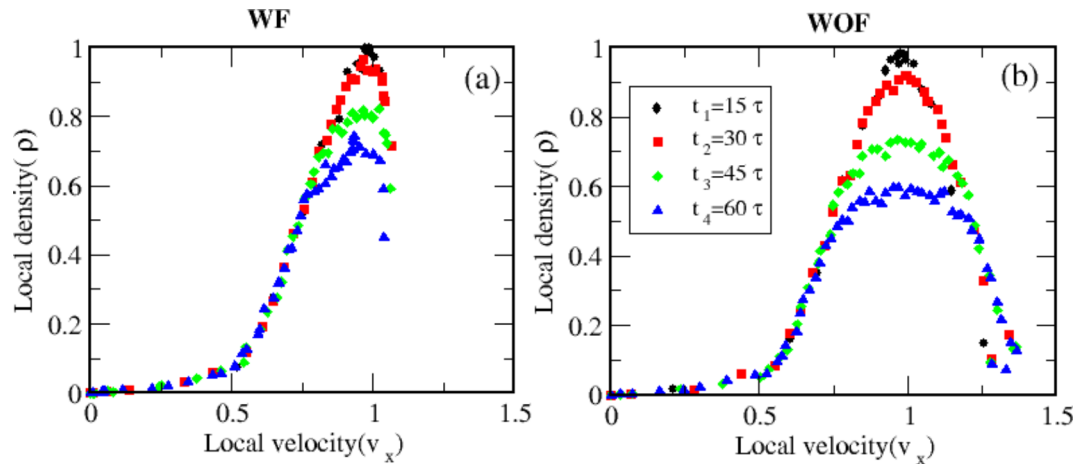 WF
WOF
1
0.8
0.6
0.4
0.2
0
Local density( ρ)
(a)
0
0.5
1
1.5
Local velocity(v_x)
1
0.8
0.6
0.4
0.2
0
Local density( ρ)
(b)
t_1=15 τ
t_2=30 τ
t_3=45 τ
t_4=60 τ
0
0.5
1
1.5
Local velocity(v_x)